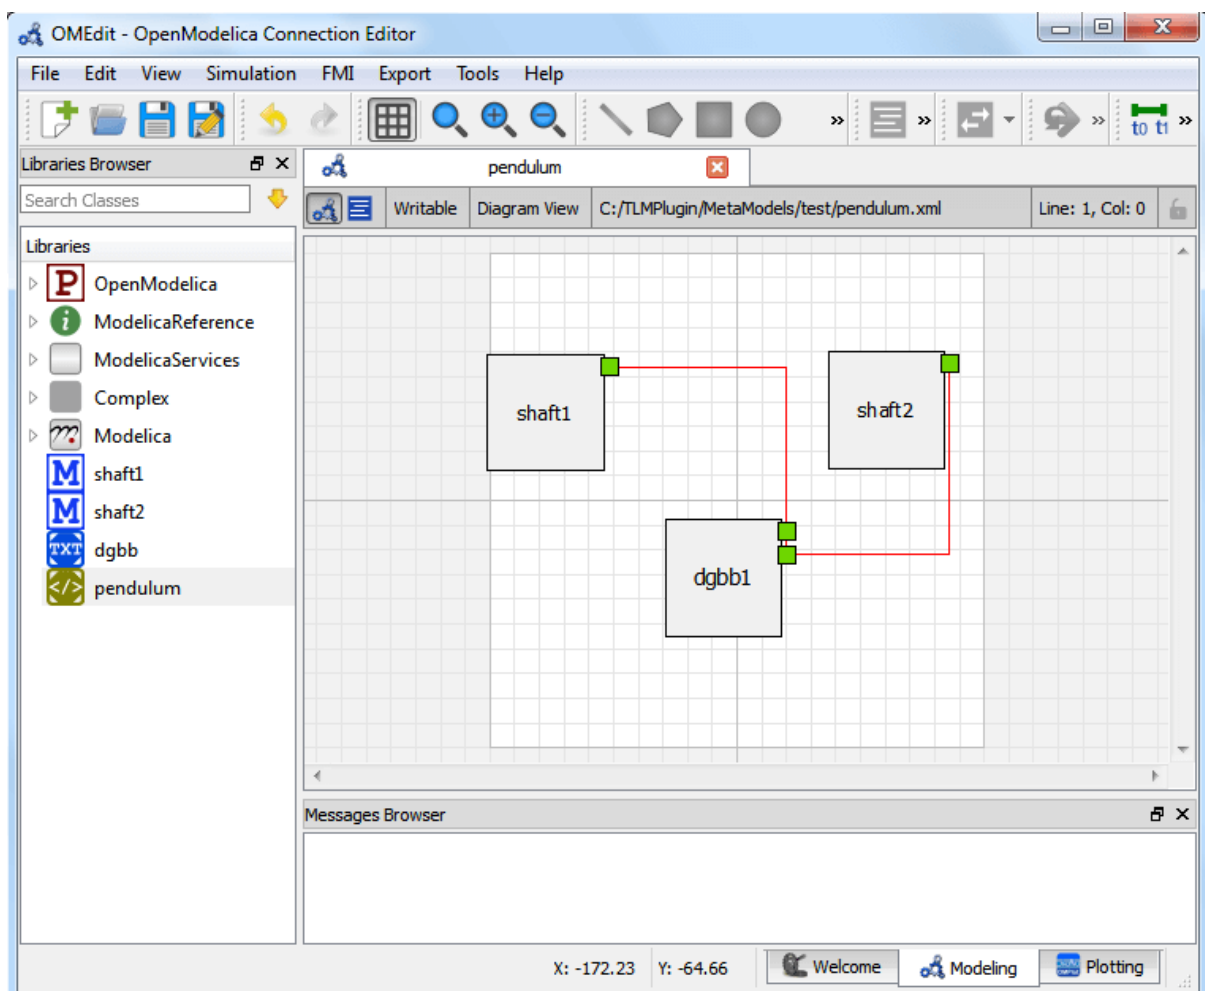 OMEdit - OpenModelica Connection Editor
File Edit View Simulation FMI Export Tools Help
» » » t0 t1 »
Libraries Browser
pendulum
Search Classes
Writable Diagram View C:/TLMPlugin/MetaModels/test/pendulum.xml Line: 1, Col: 0
Libraries
P OpenModelica
i ModelicaReference
ModelicaServices
Complex
Modelica
M shaft1
M shaft2
TXT dgbb
</> pendulum
shaft1
shaft2
dgbb1
Messages Browser
X: -172.23 Y: -64.66 Welcome Modeling Plotting